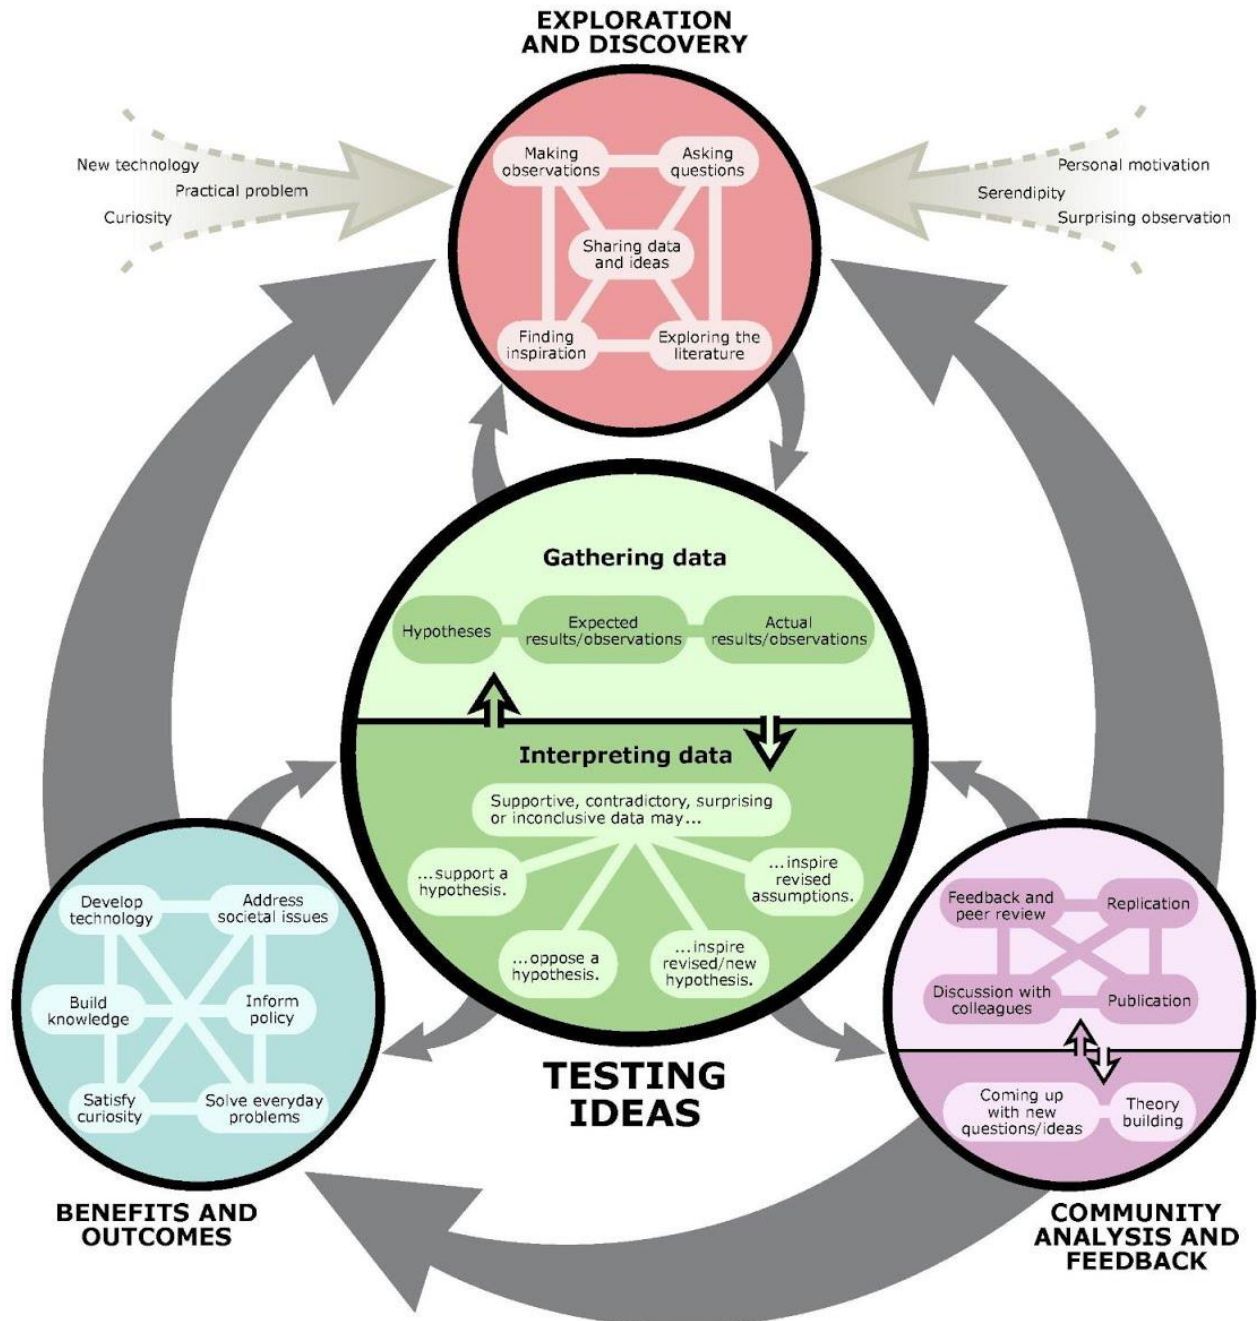 EXPLORATION
AND DISCOVERY
New technology
Practical problem
Curiosity
Personal motivation
Serendipity
Surprising observation
Making
observations
Asking
questions
Sharing data
and ideas
Finding
inspiration
Exploring the
literature
Gathering data
Hypotheses
Expected
results/observations
Actual
results/observations
Interpreting data
Supportive, contradictory, surprising
or inconclusive data may...
...support a
hypothesis.
...oppose a
hypothesis.
...inspire
revised/new
hypothesis.
...inspire
revised
assumptions.
TESTING
IDEAS
Develop
technology
Address
societal issues
Build
knowledge
Inform
policy
Satisfy
curiosity
Solve everyday
problems
BENEFITS AND
OUTCOMES
Feedback and
peer review
Replication
Discussion with
colleagues
Publication
Coming up
with new
questions/ideas
Theory
building
COMMUNITY
ANALYSIS AND
FEEDBACK